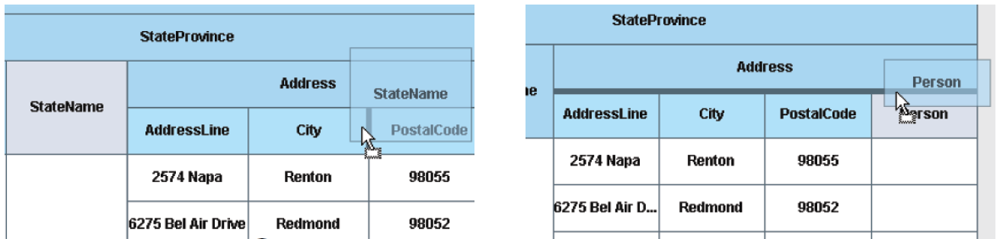 StateProvince
Address
StateName
StateName
AddressLine City PostalCode
2574 Napa Renton 98055
6275 Bel Air Drive Redmond 98052
StateProvince
Address
Person
ne
AddressLine City PostalCode Person
2574 Napa Renton 98055
6275 Bel Air D... Redmond 98052